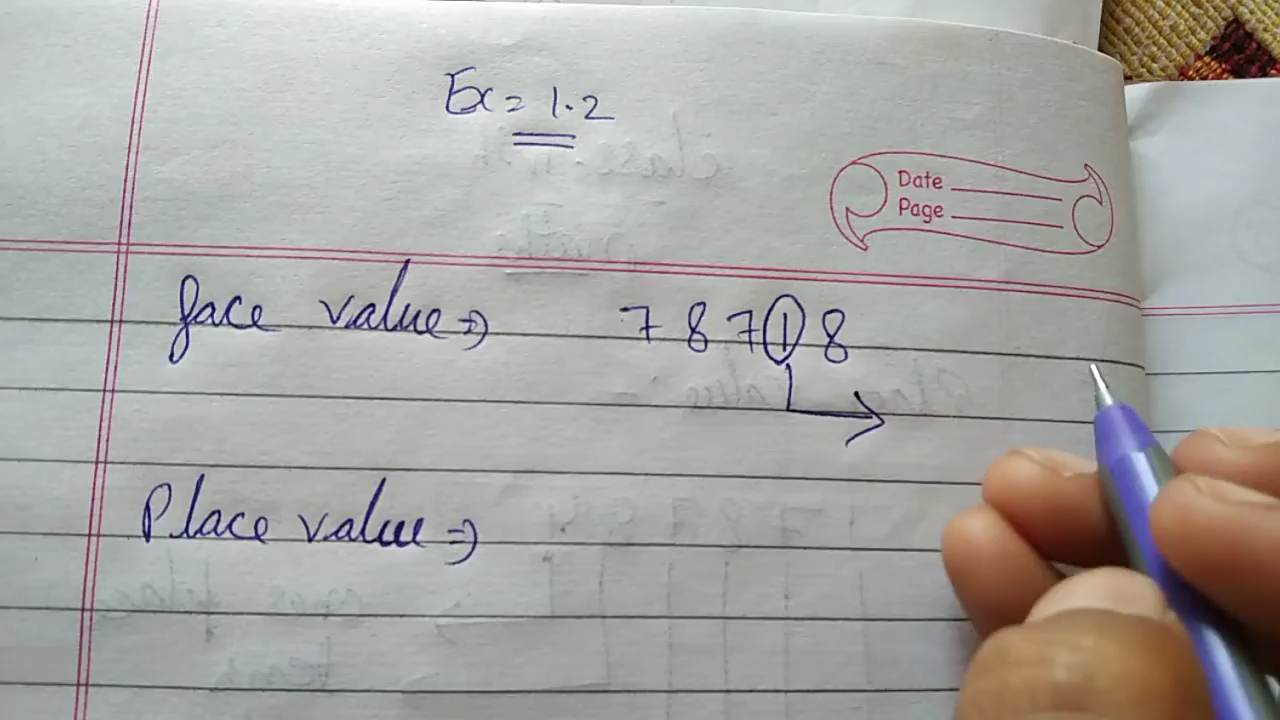 Ex = 1.2
Date
Page
face value ⇒ 7 8 7 1 8
Place value ⇒